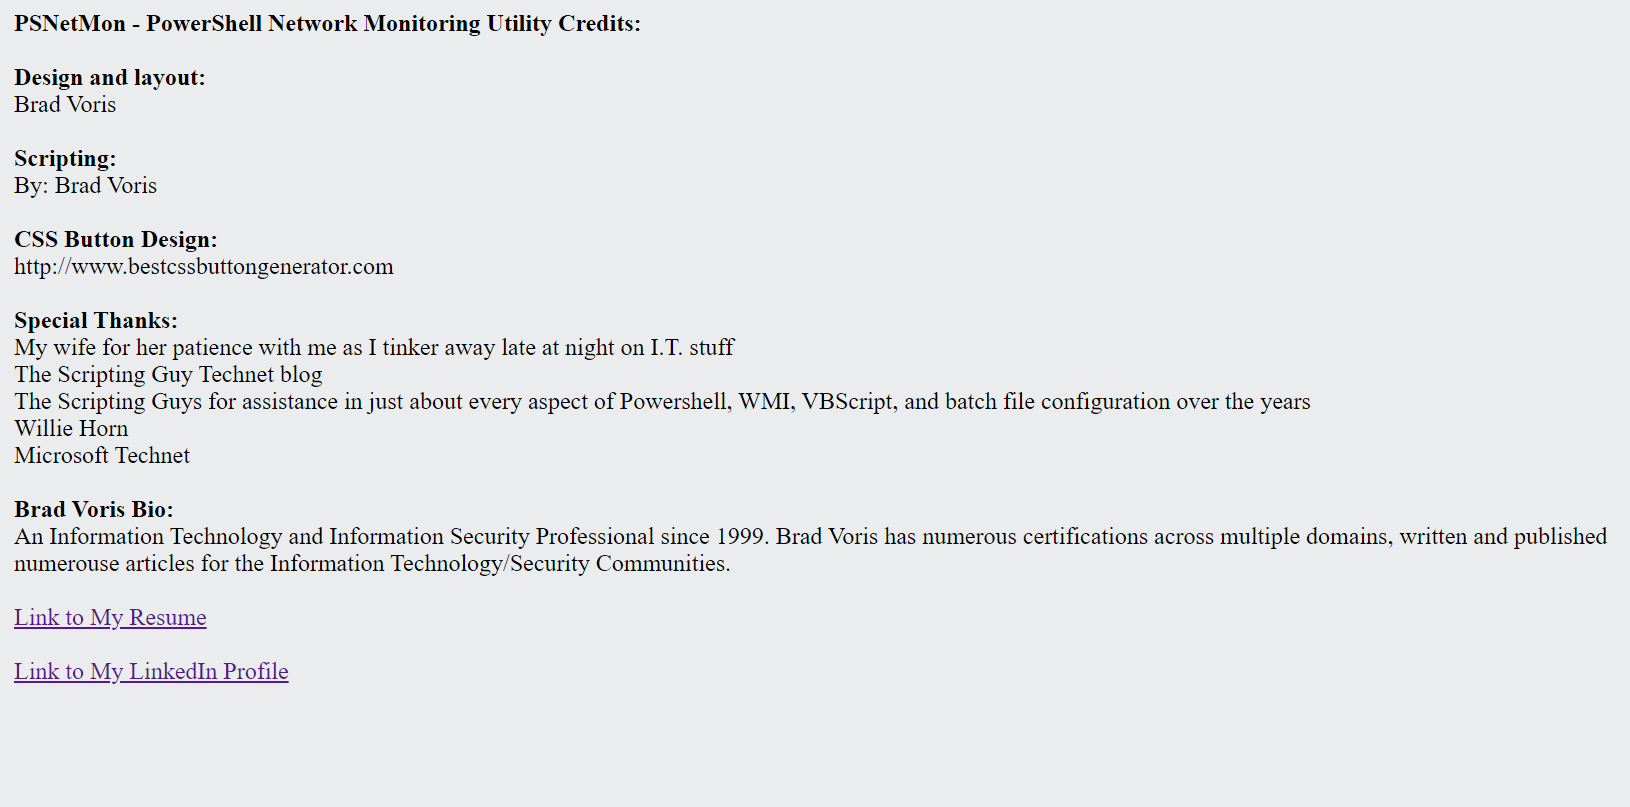 PSNetMon - PowerShell Network Monitoring Utility Credits:
Design and layout:
Brad Voris
Scripting:
By: Brad Voris
CSS Button Design:
http://www.bestcssbuttongenerator.com
Special Thanks:
My wife for her patience with me as I tinker away late at night on I.T. stuff
The Scripting Guy Technet blog
The Scripting Guys for assistance in just about every aspect of Powershell, WMI, VBScript, and batch file configuration over the years
Willie Horn
Microsoft Technet
Brad Voris Bio:
An Information Technology and Information Security Professional since 1999. Brad Voris has numerous certifications across multiple domains, written and published
numerouse articles for the Information Technology/Security Communities.
Link to My Resume
Link to My LinkedIn Profile